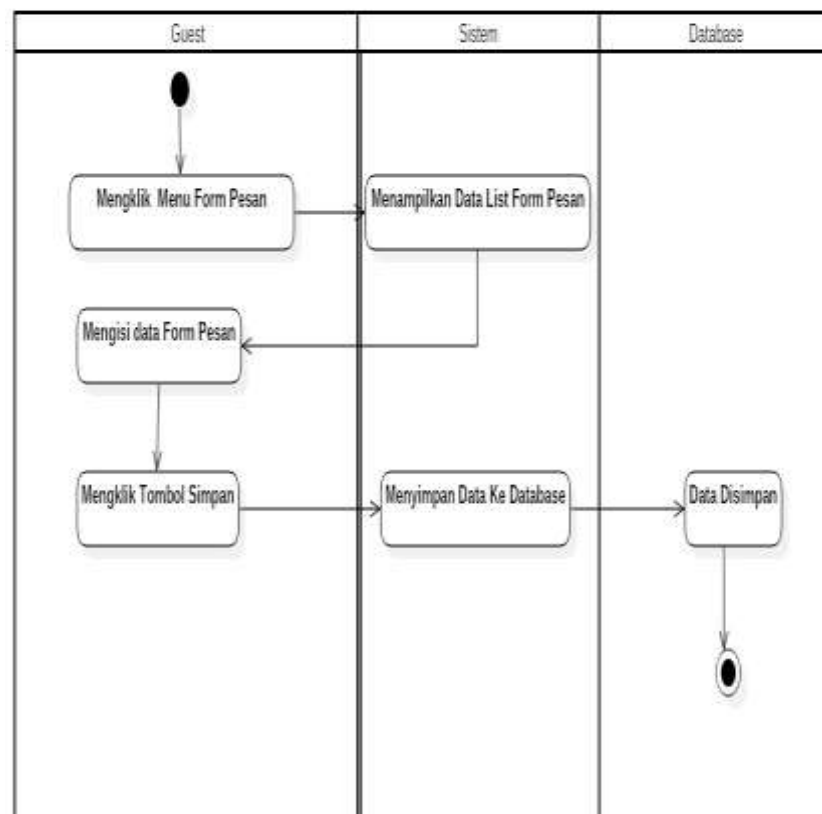 Guest
Sistem
Database
Mengklik Menu Form Pesan
Menampilkan Data List Form Pesan
Mengisi data Form Pesan
Mengklik Tombol Simpan
Menyimpan Data Ke Database
Data Disimpan